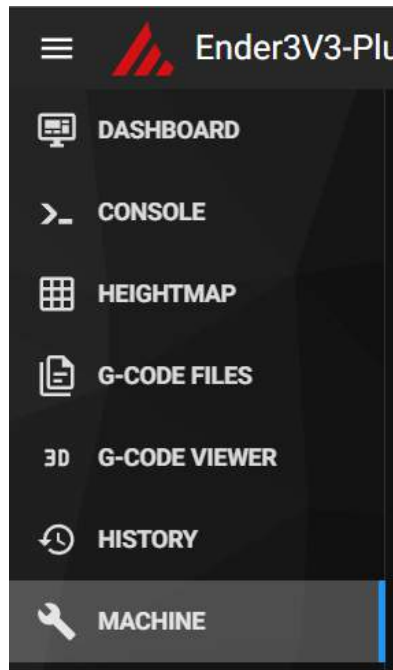 Ender3V3-Plu
DASHBOARD
CONSOLE
HEIGHTMAP
G-CODE FILES
3D G-CODE VIEWER
HISTORY
MACHINE